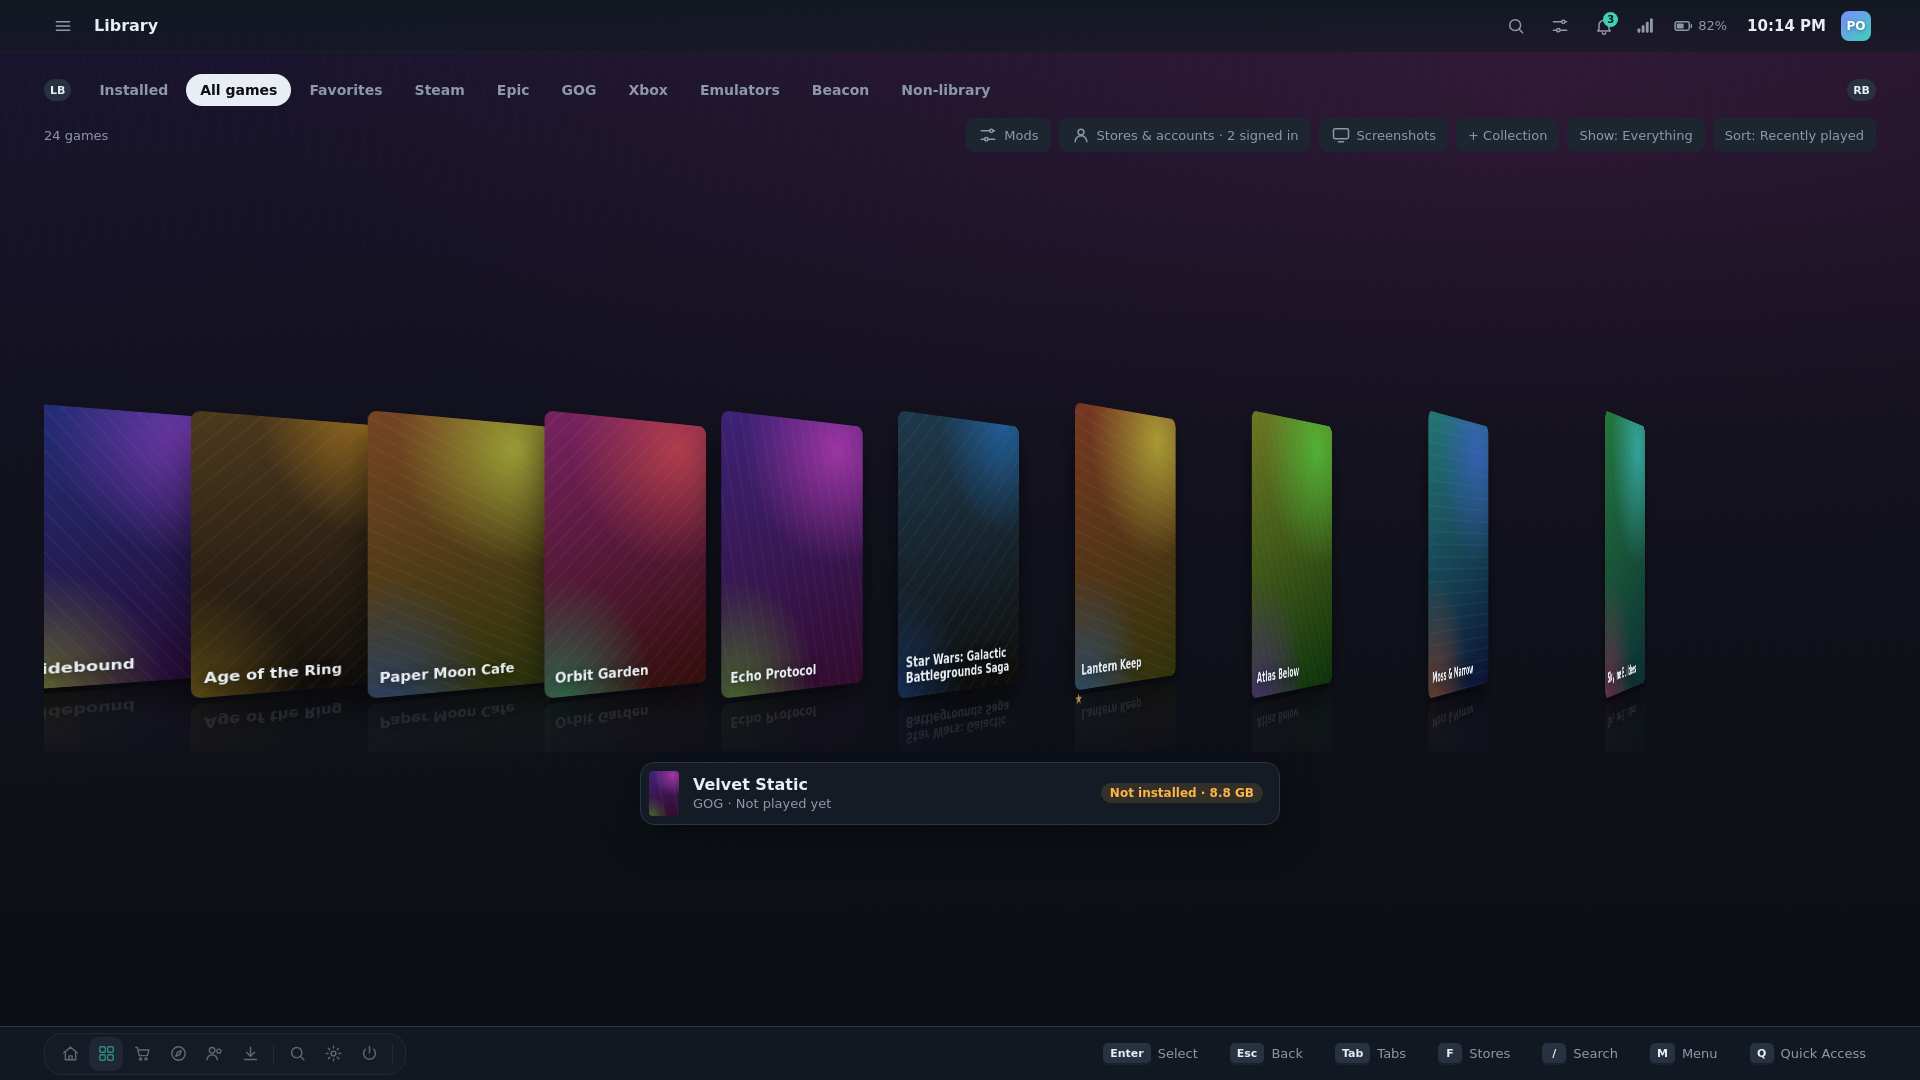 Library
3
82%
10:14 PM
PO
LB
Installed
All games
Favorites
Steam
Epic
GOG
Xbox
Emulators
Beacon
Non-library
RB
24 games
Mods
Stores & accounts · 2 signed in
Screenshots
+ Collection
Show: Everything
Sort: Recently played
idebound
Age of the Ring
Paper Moon Cafe
Orbit Garden
Echo Protocol
Star Wars: Galactic
Battlegrounds Saga
Lantern Keep
Atlas Below
Moss & Narrow
Velvet Static
GOG · Not played yet
Not installed · 8.8 GB
Enter Select
Esc Back
Tab Tabs
F Stores
/ Search
M Menu
Q Quick Access